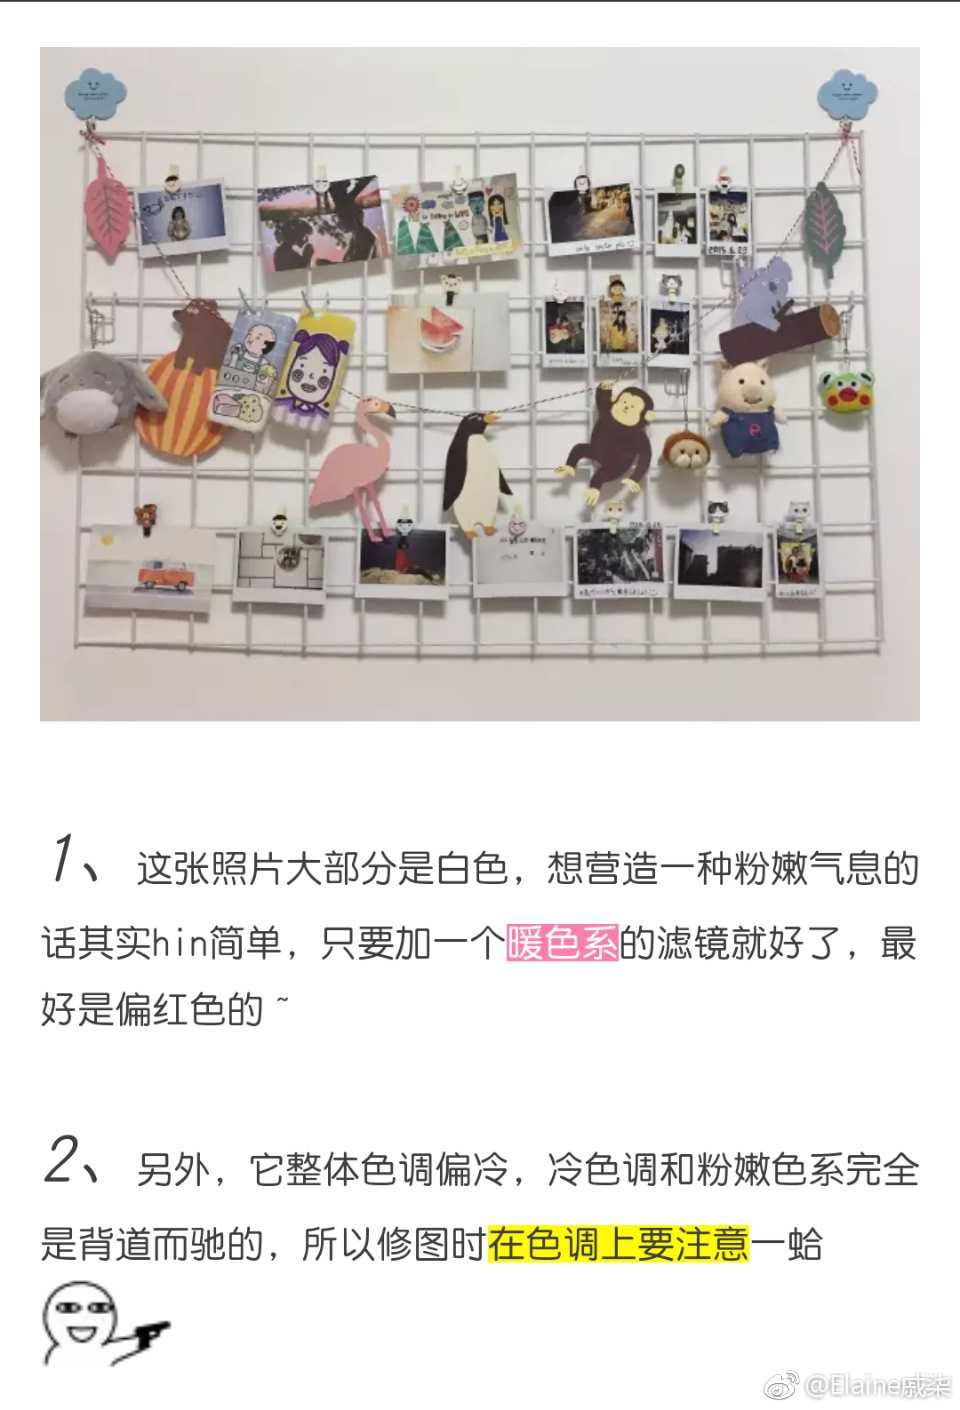 2015.6.28
1、这张照片大部分是白色，想营造一种粉嫩气息的
话其实hin简单，只要加一个暖色系的滤镜就好了，最
好是偏红色的~
2、另外，它整体色调偏冷，冷色调和粉嫩色系完全
是背道而驰的，所以修图时在色调上要注意一蛤
@Elaine戚柒